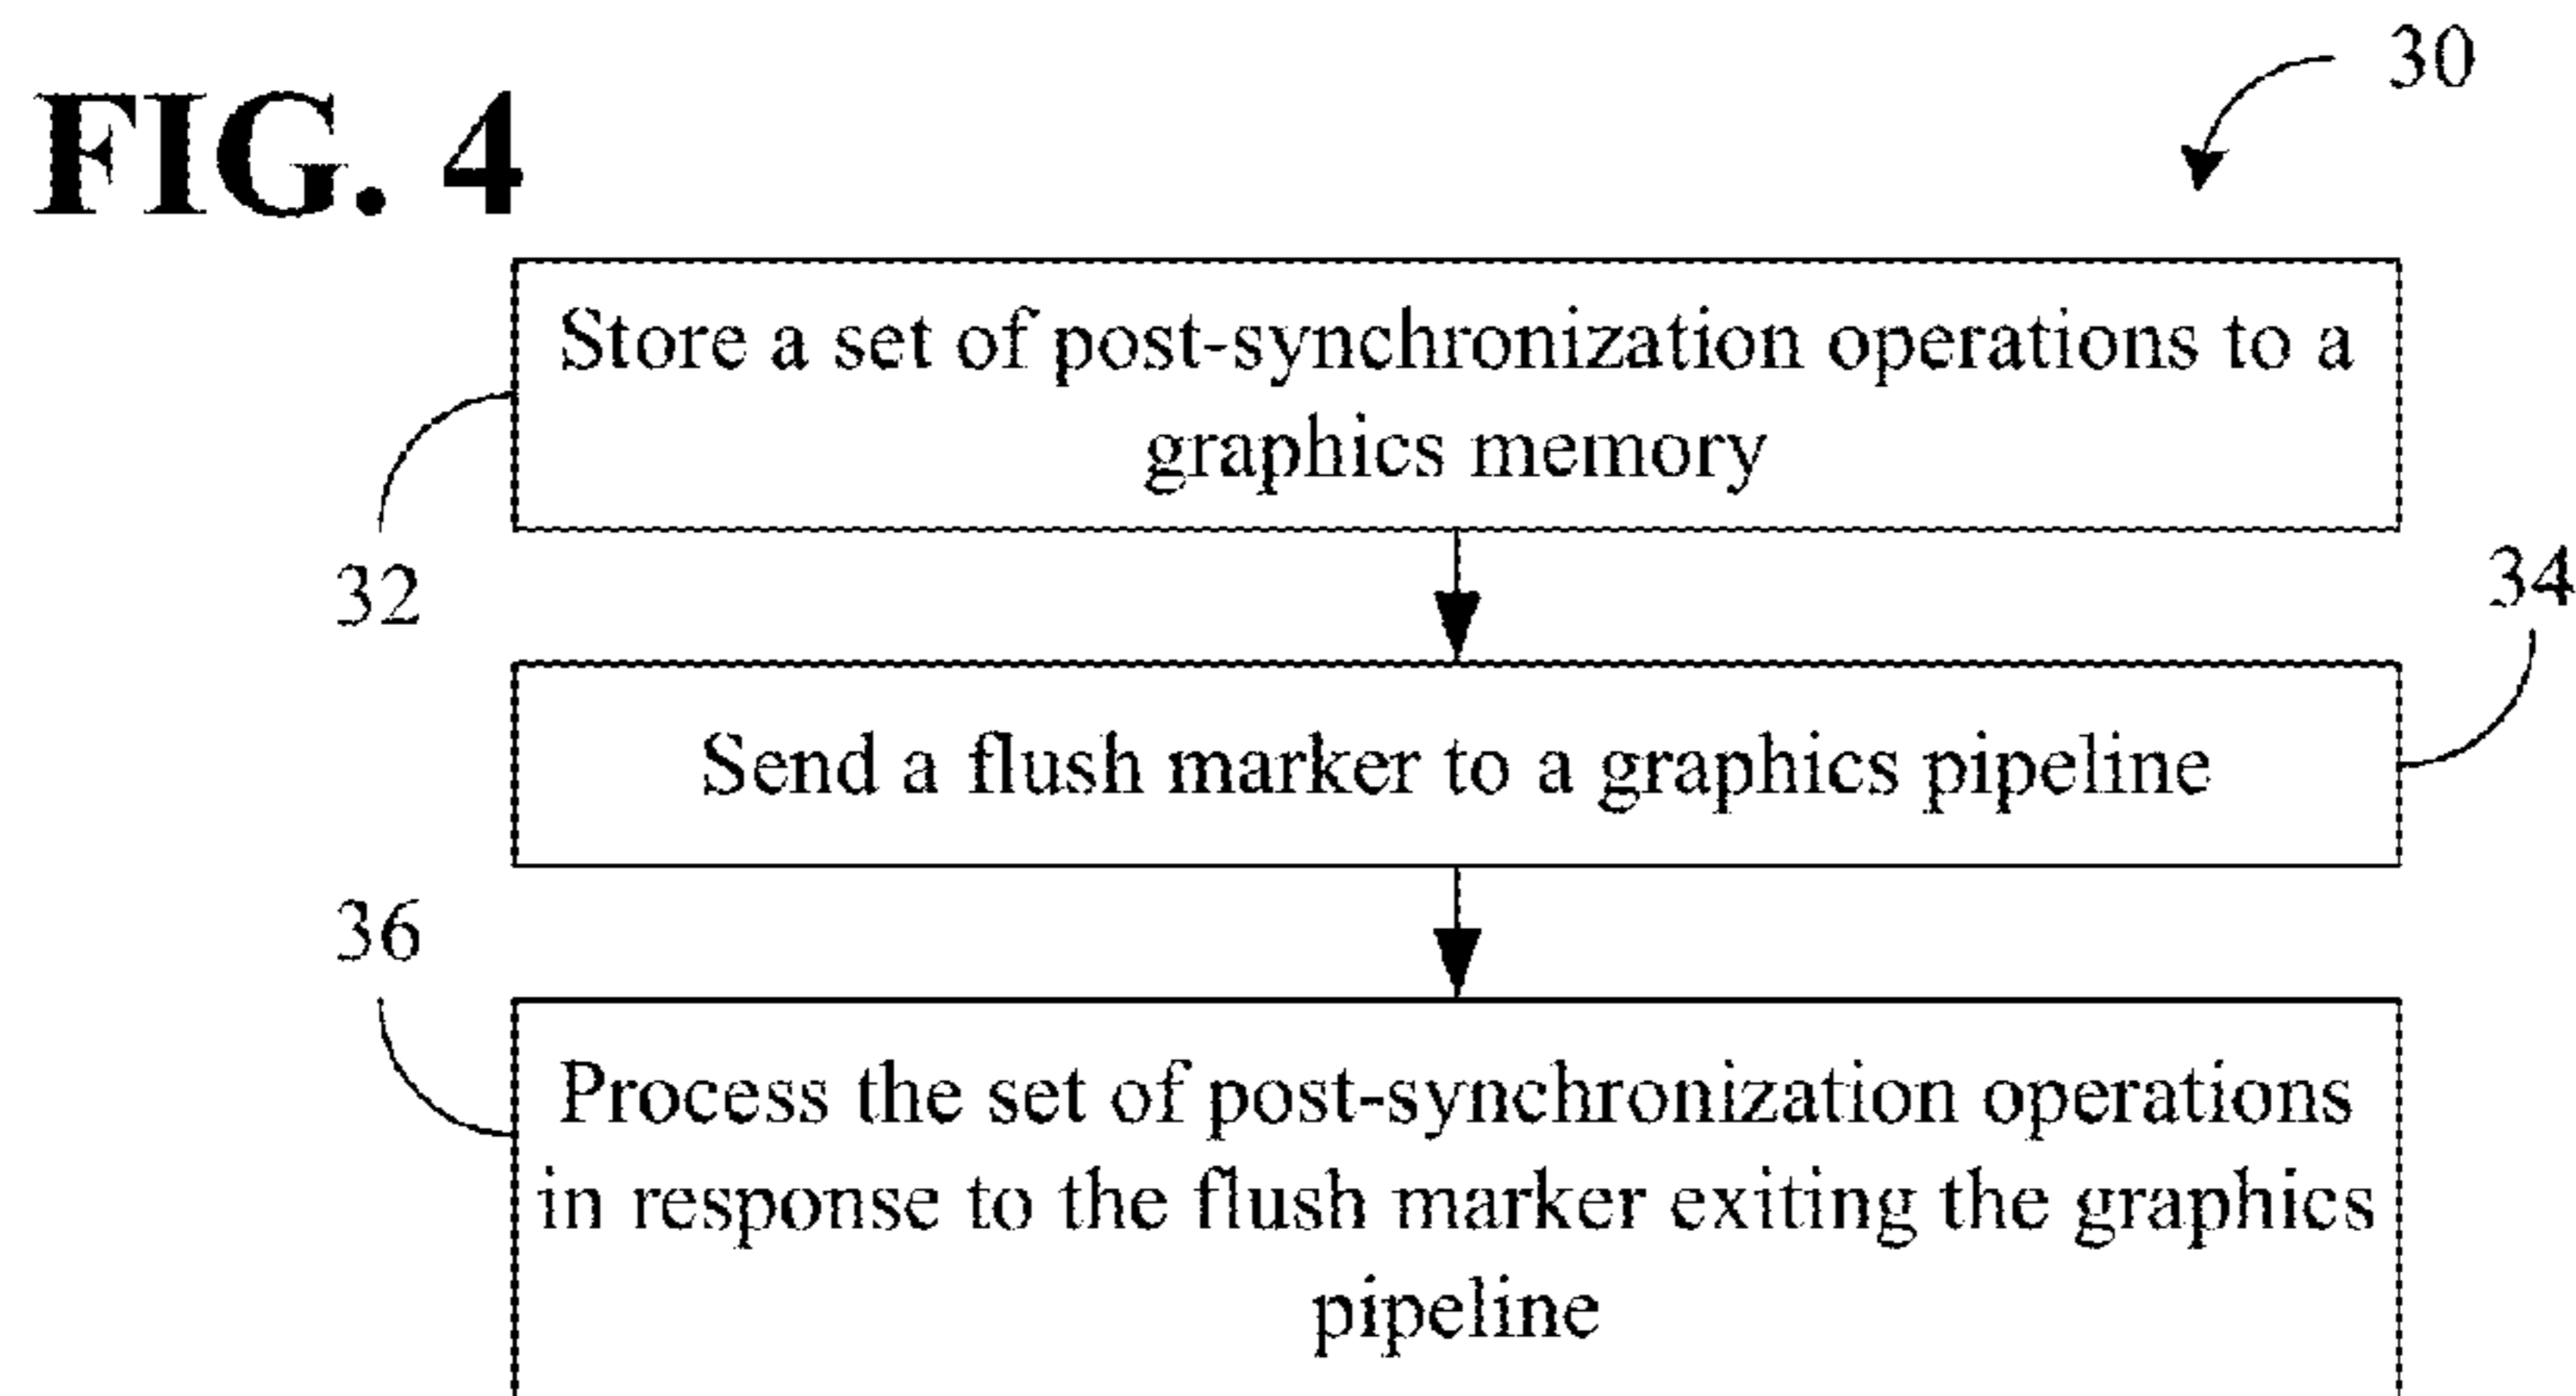 FIG. 4
30
Store a set of post-synchronization operations to a
graphics memory
32
34
Send a flush marker to a graphics pipeline
36
Process the set of post-synchronization operations
in response to the flush marker exiting the graphics
pipeline